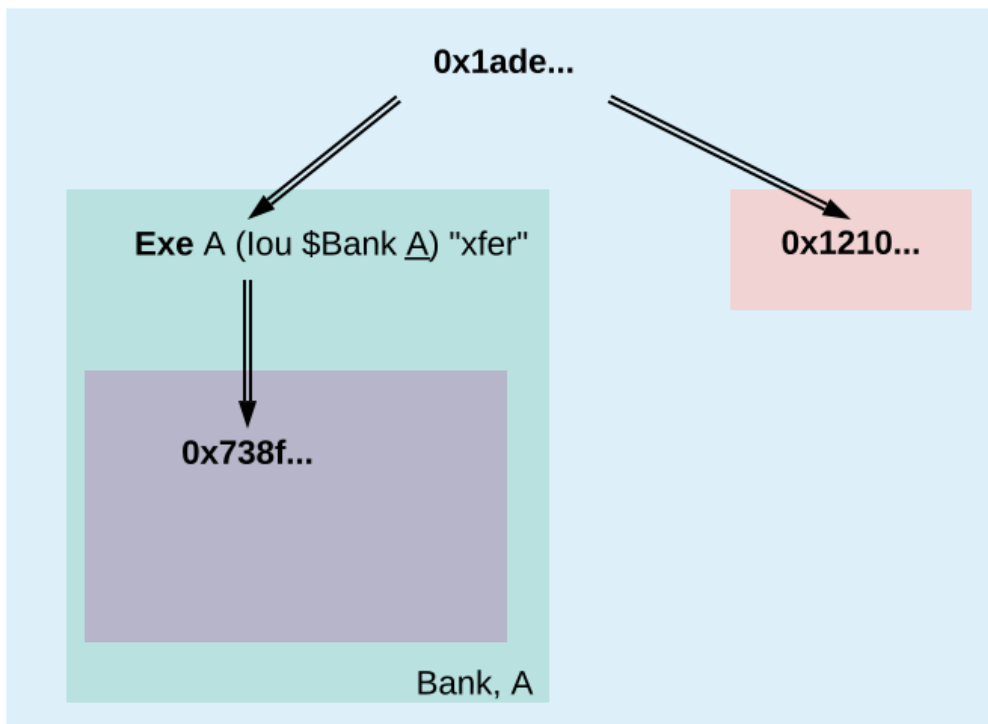 0x1ade...
Exe A (Iou $Bank A) "xfer"
0x1210...
0x738f...
Bank, A